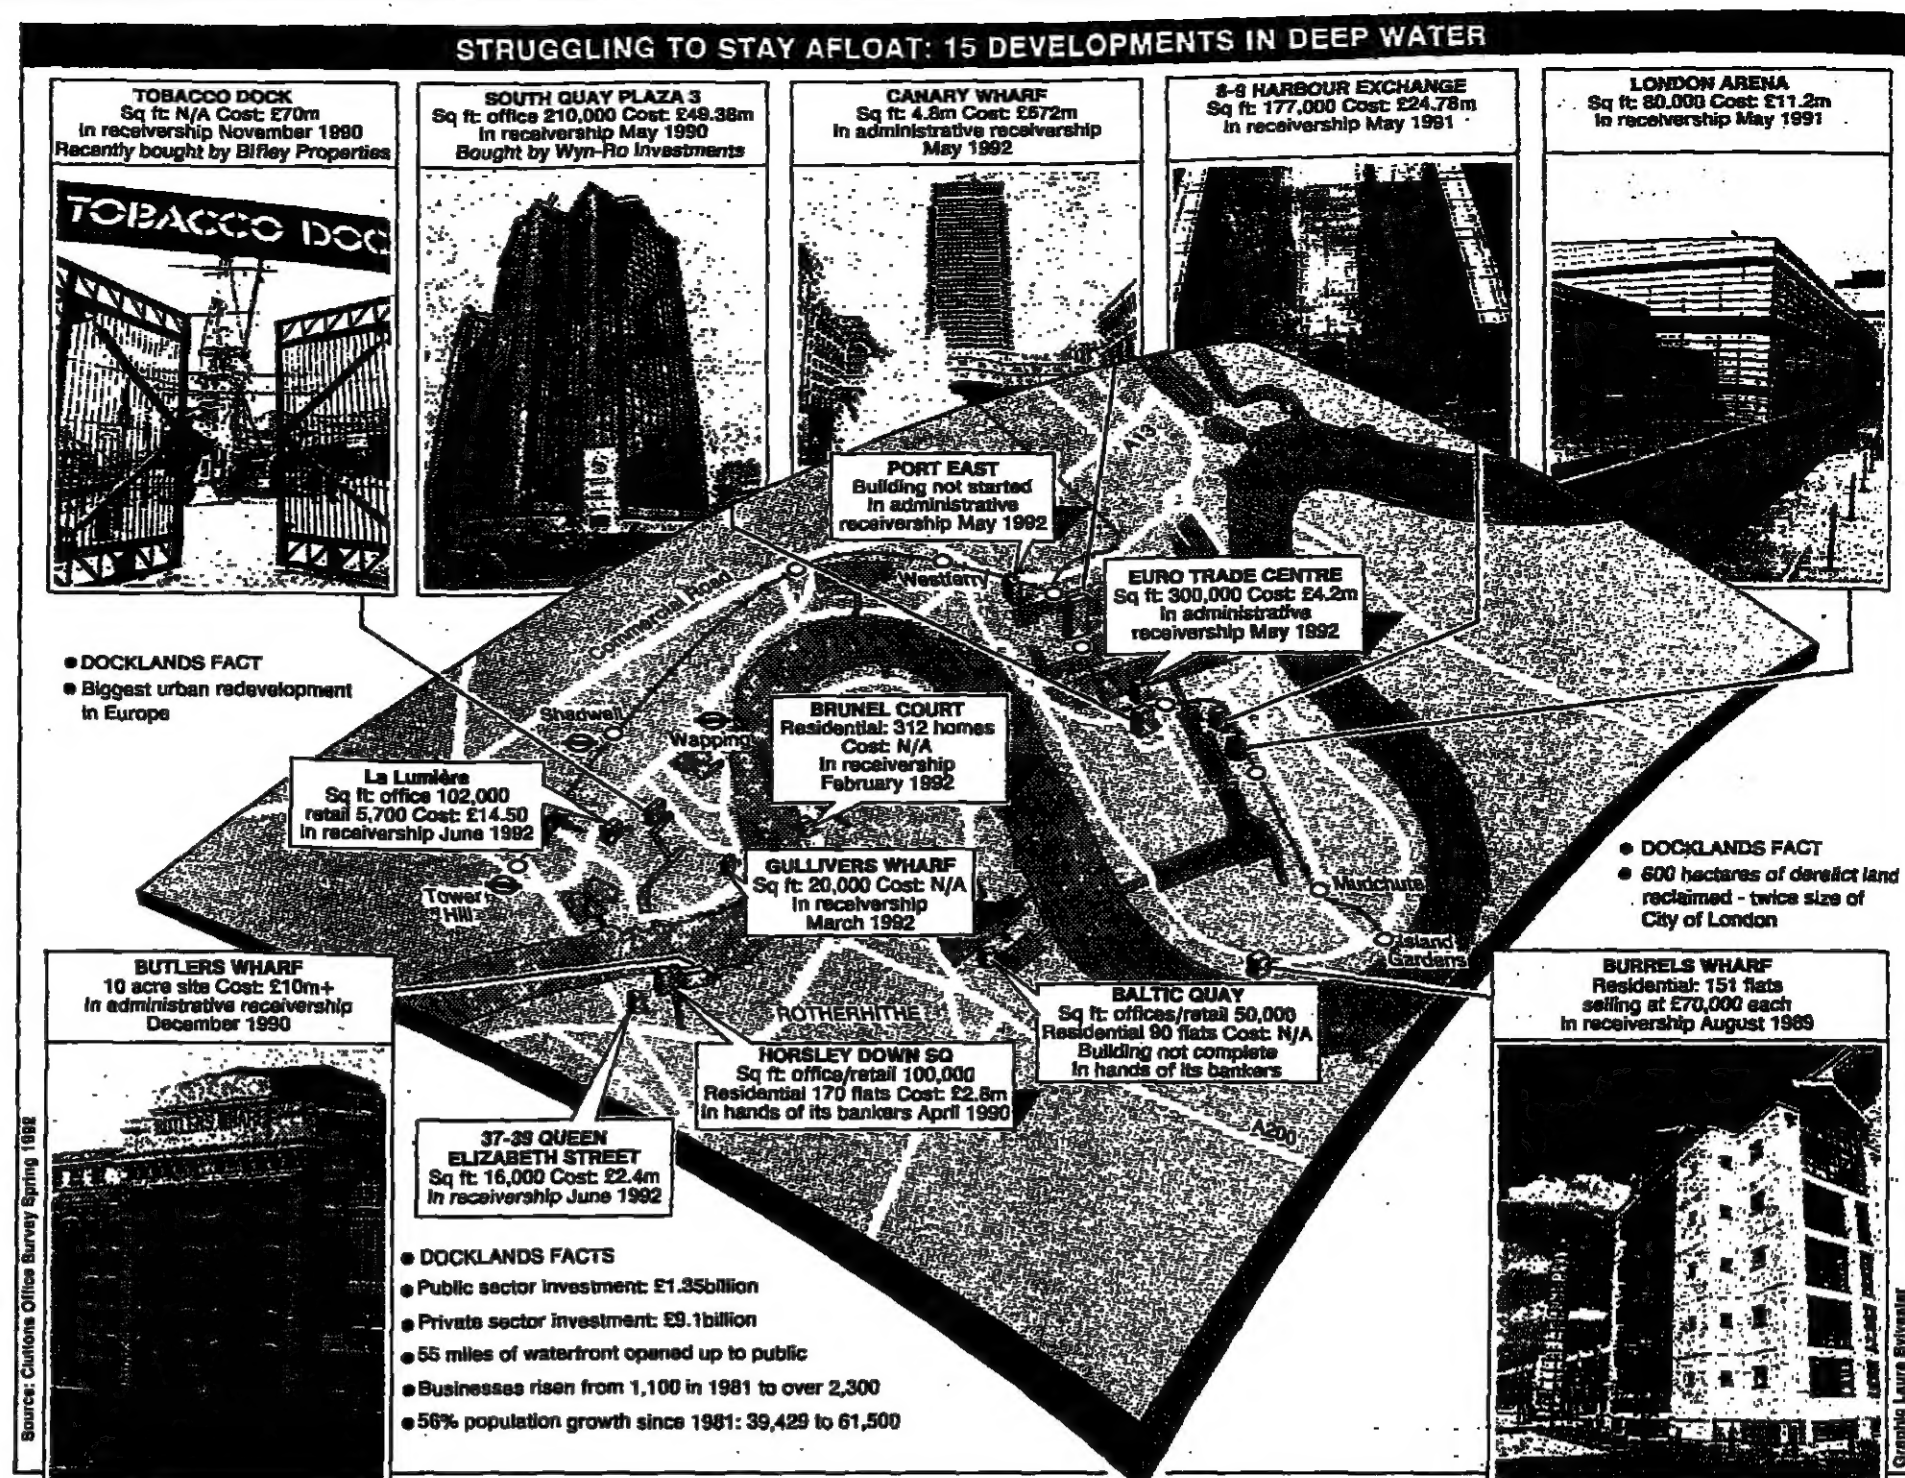 STRUGGLING TO STAY AFLOAT: 15 DEVELOPMENTS IN DEEP WATER
TOBACCO DOCK
Sq ft: N/A Cost: £70m
In receivership November 1990
Recently bought by Bifley Properties
TOBACCO DOC
SOUTH QUAY PLAZA 3
Sq ft: office 210,000 Cost: £49.38m
In receivership May 1990
Bought by Wyn-Ro Investments
CANARY WHARF
Sq ft: 4.8m Cost: £572m
In administrative receivership
May 1992
8-9 HARBOUR EXCHANGE
Sq ft: 177,000 Cost: £24.78m
In receivership May 1991
LONDON ARENA
Sq ft: 80,000 Cost: £11.2m
In receivership May 1991
A13
PORT EAST
Building not started
In administrative
receivership May 1992
Westferry
Commercial Road
EURO TRADE CENTRE
Sq ft: 300,000 Cost: £4.2m
In administrative
receivership May 1992
● DOCKLANDS FACT
● Biggest urban redevelopment
in Europe
Shadwell
Wapping
BRUNEL COURT
Residential: 312 homes
Cost: N/A
In receivership
February 1992
La Lumière
Sq ft: office 102,000
retail 5,700 Cost: £14.50
In receivership June 1992
GULLIVERS WHARF
Sq ft: 20,000 Cost: N/A
In receivership
March 1992
Tower
Hill
Mudchute
Island
Gardens
● DOCKLANDS FACT
● 600 hectares of derelict land
reclaimed - twice size of
City of London
BUTLERS WHARF
10 acre site Cost: £10m+
In administrative receivership
December 1990
BUTLERS WHARF
ROTHERHITHE
HORSLEY DOWN SQ
Sq ft: office/retail 100,000
Residential 170 flats Cost: £2.8m
In hands of its bankers April 1990
BALTIC QUAY
Sq ft: offices/retail 50,000
Residential 90 flats Cost: N/A
Building not complete
In hands of its bankers
BURRELS WHARF
Residential: 151 flats
selling at £70,000 each
In receivership August 1989
A200
37-39 QUEEN
ELIZABETH STREET
Sq ft: 16,000 Cost: £2.4m
In receivership June 1992
● DOCKLANDS FACTS
● Public sector investment: £1.35billion
● Private sector investment: £9.1billion
● 55 miles of waterfront opened up to public
● Businesses risen from 1,100 in 1981 to over 2,300
● 56% population growth since 1981: 39,429 to 61,500
Source: Cluttons Office Survey Spring 1992
Graphic Laura